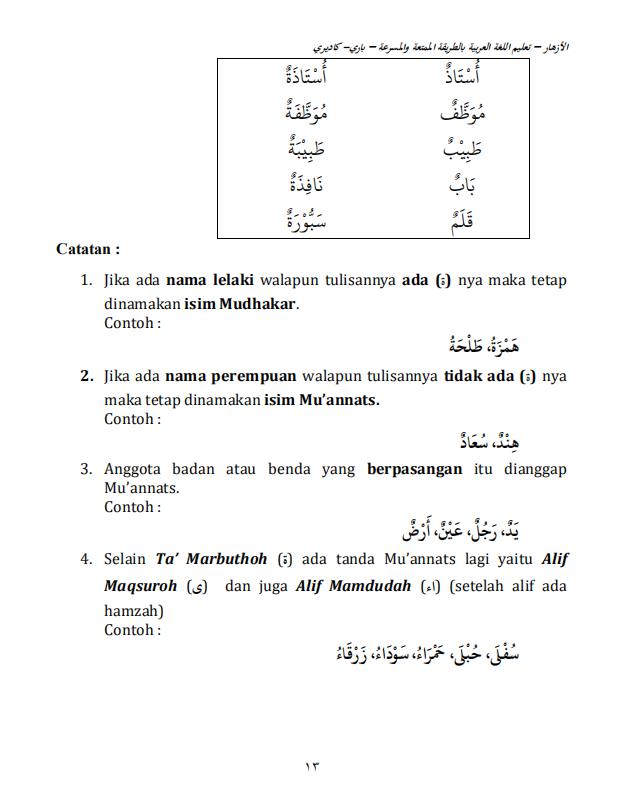 الأزهار – تعليم اللغة العربية بالطريقة الممتعة والمسرعة – باري – كاديري
أُسْتَاذٌ أُسْتَاذَةٌ
مُوَظَّفٌ مُوَظَّفَةٌ
طَبِيْبٌ طَبِيْبَةٌ
بَابٌ نَافِذَةٌ
قَلَمٌ سَبُّوْرَةٌ
Catatan :
1. Jika ada nama lelaki walapun tulisannya ada (ة) nya maka tetap
dinamakan isim Mudhakar.
Contoh :
هَمْزَةُ، طَلْحَةُ
2. Jika ada nama perempuan walapun tulisannya tidak ada (ة) nya
maka tetap dinamakan isim Mu’annats.
Contoh :
هِنْدٌ، سُعَادٌ
3. Anggota badan atau benda yang berpasangan itu dianggap
Mu’annats.
Contoh :
يَدٌ، رَجُلٌ، عَيْنٌ، أَرْضٌ
4. Selain Ta’ Marbuthoh (ة) ada tanda Mu’annats lagi yaitu Alif
Maqsuroh (ى) dan juga Alif Mamdudah (اء) (setelah alif ada
hamzah)
Contoh :
سُفْلَى، حُبْلَى، حَمْرَاءُ، سَوْدَاءُ، زَرْقَاءُ
١٣